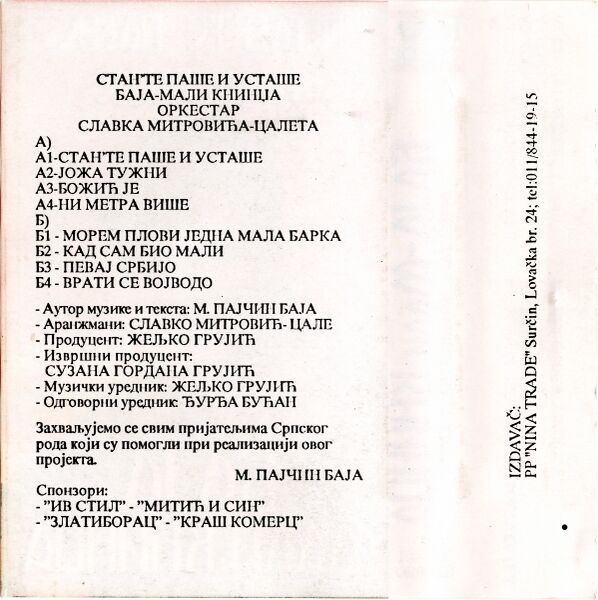 СТАН'ТЕ ПАШЕ И УСТАШЕ
БАЈА-МАЛИ КНИНЏА
ОРКЕСТАР
СЛАВКА МИТРОВИЋА-ЦАЛЕТА
А)
А1-СТАН'ТЕ ПАШЕ И УСТАШЕ
А2-ЈОЖА ТУЖНИ
А3-БОЖИЋ ЈЕ
А4-НИ МЕТРА ВИШЕ
Б)
Б1 - МОРЕМ ПЛОВИ ЈЕДНА МАЛА БАРКА
Б2 - КАД САМ БИО МАЛИ
Б3 - ПЕВАЈ СРБИЈО
Б4 - ВРАТИ СЕ ВОЈВОДО
- Аутор музике и текста: М. ПАЈЧИН БАЈА
- Аранжмани: СЛАВКО МИТРОВИЋ- ЦАЛЕ
- Продуцент: ЖЕЉКО ГРУЈИЋ
- Извршни продуцент:
СУЗАНА ГОРДАНА ГРУЈИЋ
- Музички уредник: ЖЕЉКО ГРУЈИЋ
- Одговорни уредник: ЂУРЂА БУЋАН
Захваљујемо се свим пријатељима Српског
рода који су помогли при реализацији овог
пројекта.
М. ПАЈЧИН БАЈА
Спонзори:
- "ИВ СТИЛ" - "МИТИЋ И СИН"
- "ЗЛАТИБОРАЦ" - "КРАШ КОМЕРЦ"
IZDAVAČ:
PP "NINA TRADE" Surčin, Lovačka br. 24; tel:011/844-19-15